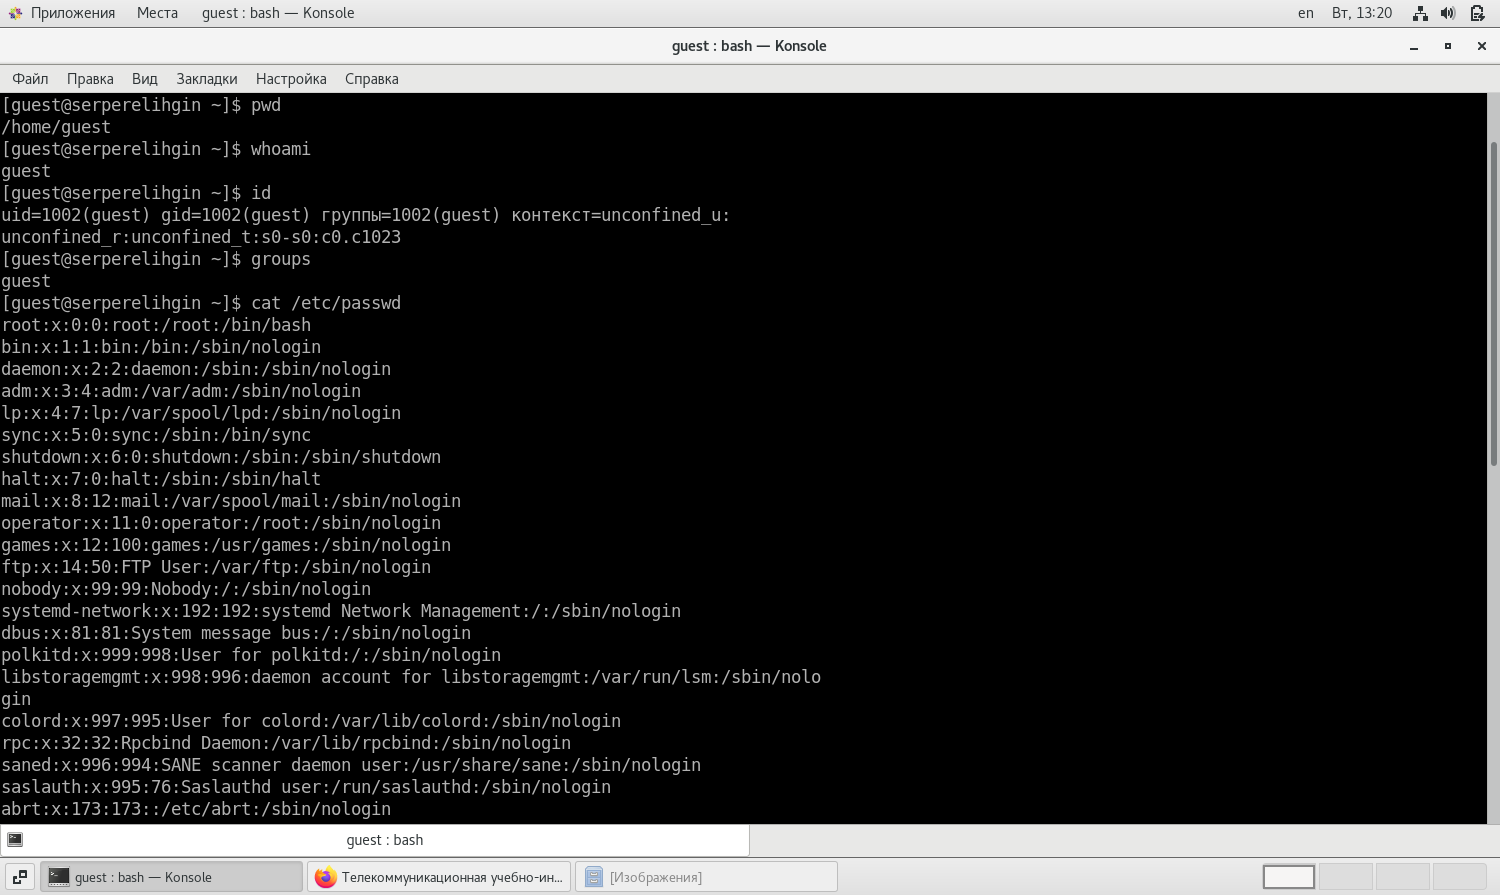 Приложения Места guest : bash — Konsole en Вт, 13:20
guest : bash — Konsole
Файл Правка Вид Закладки Настройка Справка
[guest@serperelihgin ~]$ pwd
/home/guest
[guest@serperelihgin ~]$ whoami
guest
[guest@serperelihgin ~]$ id
uid=1002(guest) gid=1002(guest) группы=1002(guest) контекст=unconfined_u:
unconfined_r:unconfined_t:s0-s0:c0.c1023
[guest@serperelihgin ~]$ groups
guest
[guest@serperelihgin ~]$ cat /etc/passwd
root:x:0:0:root:/root:/bin/bash
bin:x:1:1:bin:/bin:/sbin/nologin
daemon:x:2:2:daemon:/sbin:/sbin/nologin
adm:x:3:4:adm:/var/adm:/sbin/nologin
lp:x:4:7:lp:/var/spool/lpd:/sbin/nologin
sync:x:5:0:sync:/sbin:/bin/sync
shutdown:x:6:0:shutdown:/sbin:/sbin/shutdown
halt:x:7:0:halt:/sbin:/sbin/halt
mail:x:8:12:mail:/var/spool/mail:/sbin/nologin
operator:x:11:0:operator:/root:/sbin/nologin
games:x:12:100:games:/usr/games:/sbin/nologin
ftp:x:14:50:FTP User:/var/ftp:/sbin/nologin
nobody:x:99:99:Nobody:/:/sbin/nologin
systemd-network:x:192:192:systemd Network Management:/:/sbin/nologin
dbus:x:81:81:System message bus:/:/sbin/nologin
polkitd:x:999:998:User for polkitd:/:/sbin/nologin
libstoragemgmt:x:998:996:daemon account for libstoragemgmt:/var/run/lsm:/sbin/nolo
gin
colord:x:997:995:User for colord:/var/lib/colord:/sbin/nologin
rpc:x:32:32:Rpcbind Daemon:/var/lib/rpcbind:/sbin/nologin
saned:x:996:994:SANE scanner daemon user:/usr/share/sane:/sbin/nologin
saslauth:x:995:76:Saslauthd user:/run/saslauthd:/sbin/nologin
abrt:x:173:173::/etc/abrt:/sbin/nologin
guest : bash
guest : bash — Konsole Телекоммуникационная учебно-ин... [Изображения]